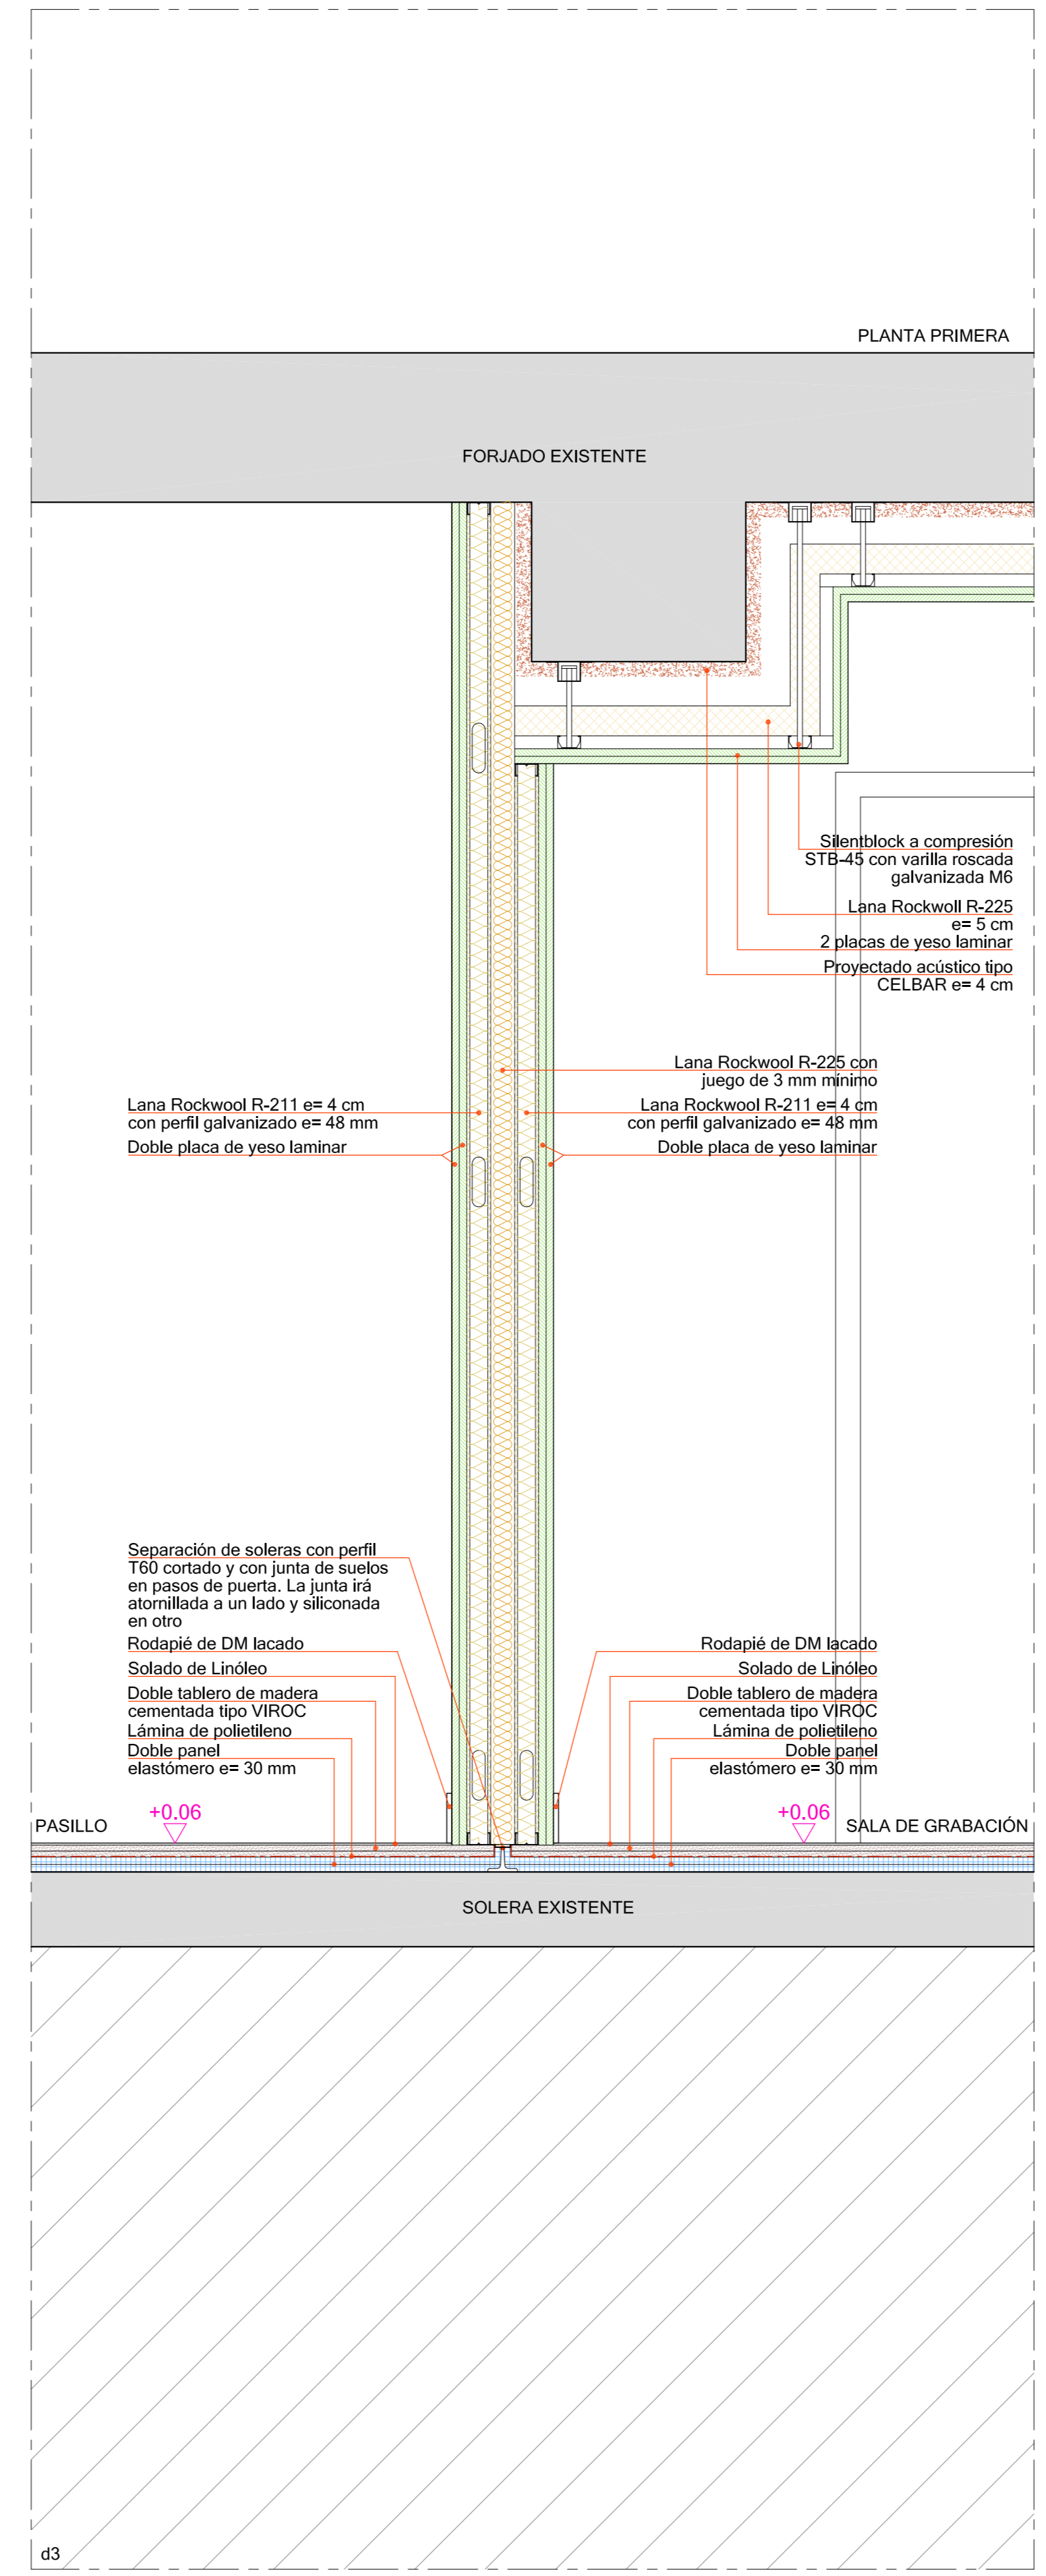 PLANTA PRIMERA
FORJADO EXISTENTE
Silentblock a compresión
STB-45 con varilla roscada
galvanizada M6
Lana Rockwoll R-225
e= 5 cm
2 placas de yeso laminar
Proyectado acústico tipo
CELBAR e= 4 cm
Lana Rockwool R-225 con
juego de 3 mm mínimo
Lana Rockwool R-211 e= 4 cm
con perfil galvanizado e= 48 mm
Doble placa de yeso laminar
Lana Rockwool R-211 e= 4 cm
con perfil galvanizado e= 48 mm
Doble placa de yeso laminar
Separación de soleras con perfil
T60 cortado y con junta de suelos
en pasos de puerta. La junta irá
atornillada a un lado y siliconada
en otro
Rodapié de DM lacado
Solado de Linóleo
Doble tablero de madera
cementada tipo VIROC
Lámina de polietileno
Doble panel
elastómero e= 30 mm
Rodapié de DM lacado
Solado de Linóleo
Doble tablero de madera
cementada tipo VIROC
Lámina de polietileno
Doble panel
elastómero e= 30 mm
PASILLO
+0.06
+0.06
SALA DE GRABACIÓN
SOLERA EXISTENTE
d3